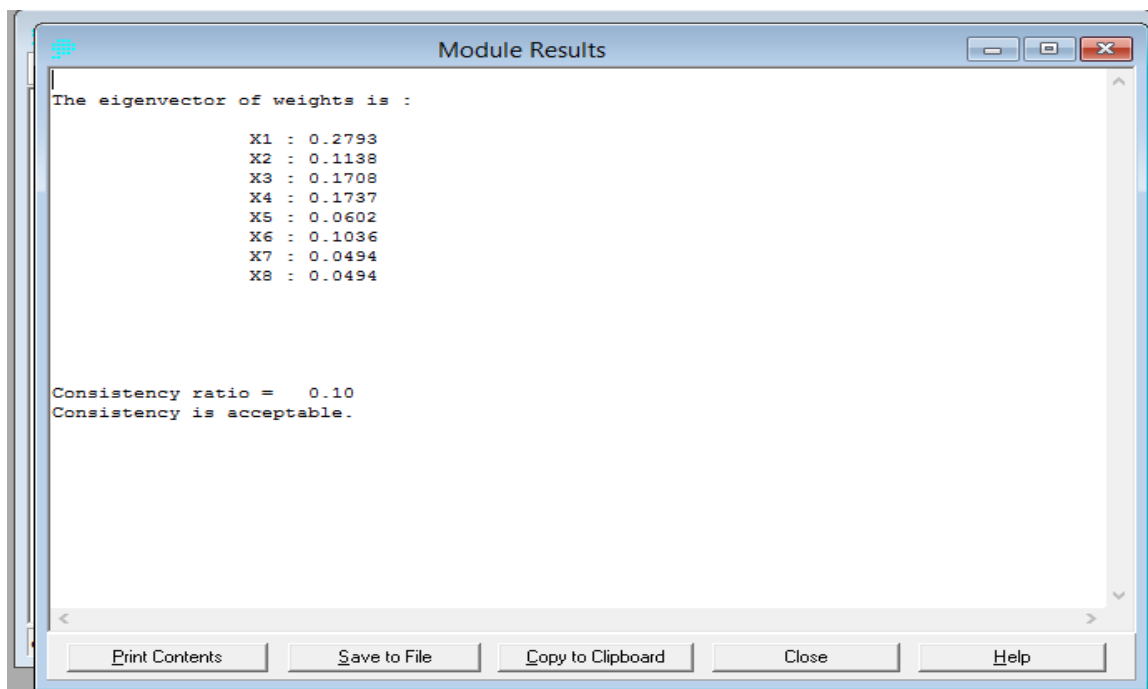 Module Results
The eigenvector of weights is :
X1 : 0.2793
X2 : 0.1138
X3 : 0.1708
X4 : 0.1737
X5 : 0.0602
X6 : 0.1036
X7 : 0.0494
X8 : 0.0494
Consistency ratio = 0.10
Consistency is acceptable.
Print Contents Save to File Copy to Clipboard Close Help